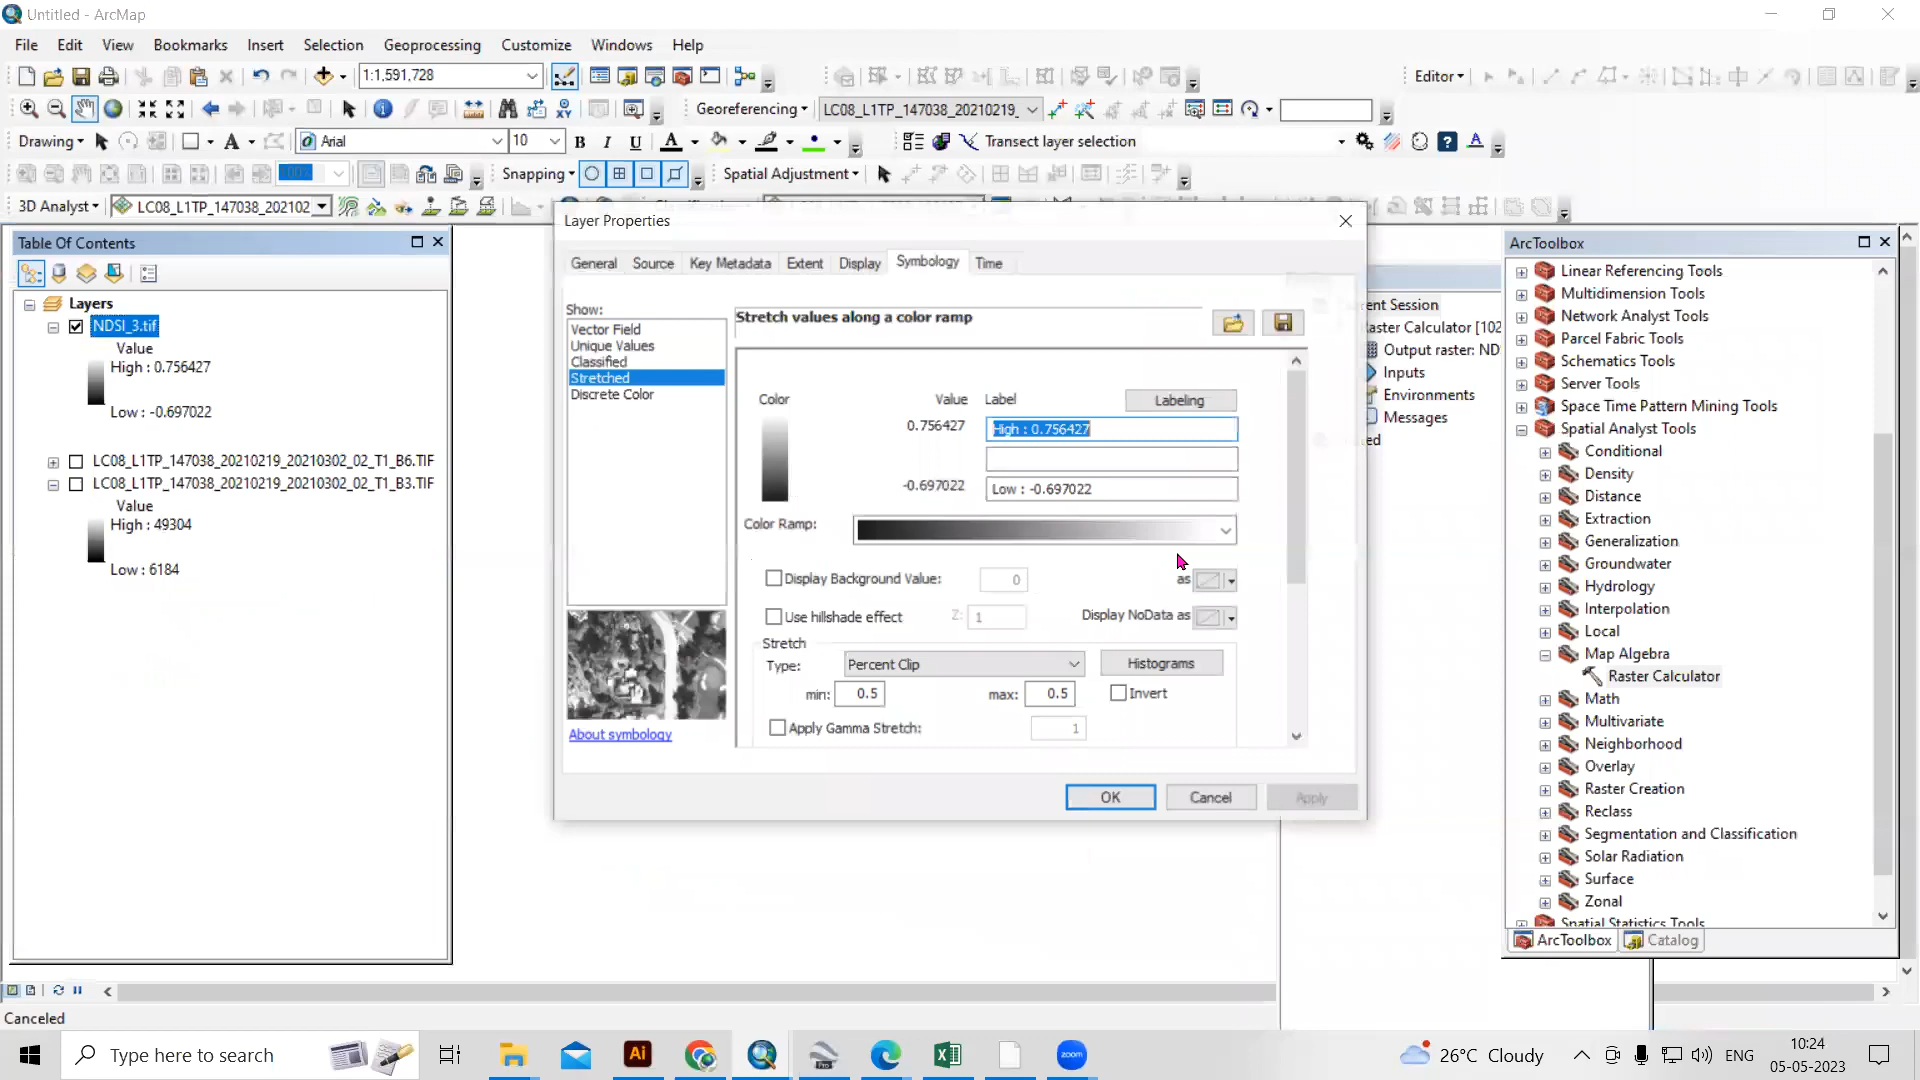 Untitled - ArcMap
File Edit View Bookmarks Insert Selection Geoprocessing Customize Windows Help
1:1,591,728
Editor
Georeferencing LC08_L1TP_147038_20210219_
Drawing Arial 10 B I U A Transect layer selection
Snapping Spatial Adjustment
3D Analyst LC08_L1TP_147038_202102
Table Of Contents
Layers
NDSI_3.tif
Value
High : 0.756427
Low : -0.697022
LC08_L1TP_147038_20210219_20210302_02_T1_B6.TIF
LC08_L1TP_147038_20210219_20210302_02_T1_B3.TIF
Value
High : 49304
Low : 6184
Layer Properties
General Source Key Metadata Extent Display Symbology Time
Show:
Vector Field
Unique Values
Classified
Stretched
Discrete Color
About symbology
Stretch values along a color ramp
Color Value Label Labeling
0.756427 High : 0.756427
-0.697022 Low : -0.697022
Color Ramp:
Display Background Value: 0 as
Use hillshade effect Z: 1 Display NoData as
Stretch
Type: Percent Clip Histograms
min: 0.5 max: 0.5 Invert
Apply Gamma Stretch: 1
OK Cancel Apply
ent Session
Raster Calculator [102
Output raster: ND
Inputs
Environments
Messages
ArcToolbox
Linear Referencing Tools
Multidimension Tools
Network Analyst Tools
Parcel Fabric Tools
Schematics Tools
Server Tools
Space Time Pattern Mining Tools
Spatial Analyst Tools
Conditional
Density
Distance
Extraction
Generalization
Groundwater
Hydrology
Interpolation
Local
Map Algebra
Raster Calculator
Math
Multivariate
Neighborhood
Overlay
Raster Creation
Reclass
Segmentation and Classification
Solar Radiation
Surface
Zonal
Spatial Statistics Tools
ArcToolbox Catalog
Canceled
Type here to search
Ai
Pro
zoom
26°C Cloudy
ENG
10:24
05-05-2023